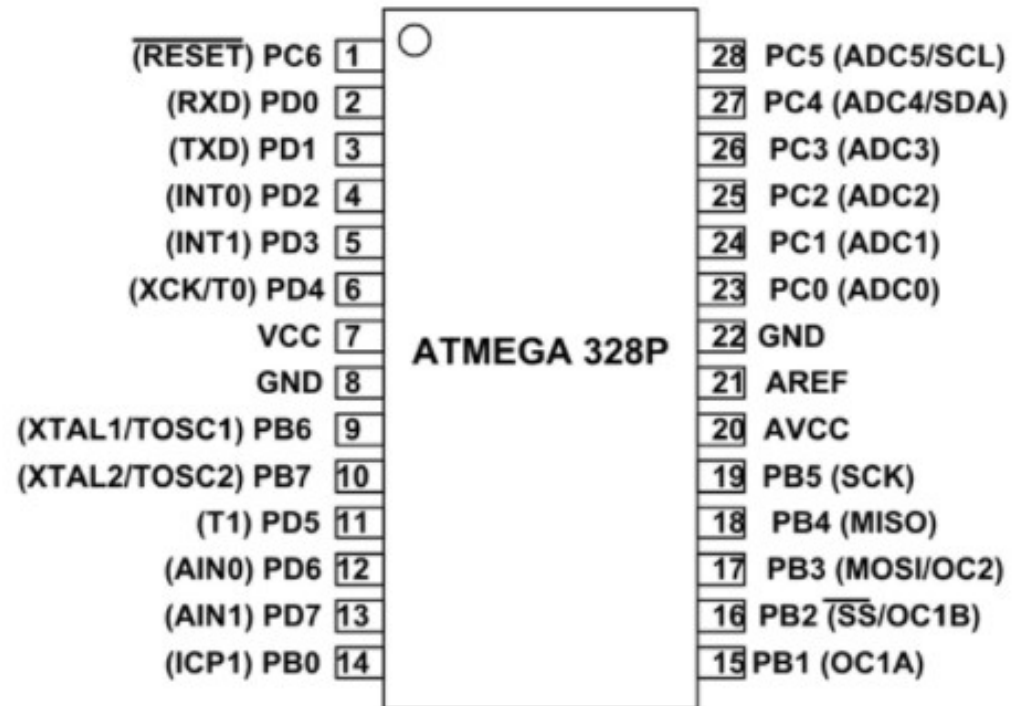 (RESET) PC6 1
(RXD) PD0 2
(TXD) PD1 3
(INT0) PD2 4
(INT1) PD3 5
(XCK/T0) PD4 6
VCC 7
GND 8
(XTAL1/TOSC1) PB6 9
(XTAL2/TOSC2) PB7 10
(T1) PD5 11
(AIN0) PD6 12
(AIN1) PD7 13
(ICP1) PB0 14
ATMEGA 328P
28 PC5 (ADC5/SCL)
27 PC4 (ADC4/SDA)
26 PC3 (ADC3)
25 PC2 (ADC2)
24 PC1 (ADC1)
23 PC0 (ADC0)
22 GND
21 AREF
20 AVCC
19 PB5 (SCK)
18 PB4 (MISO)
17 PB3 (MOSI/OC2)
16 PB2 (SS/OC1B)
15 PB1 (OC1A)